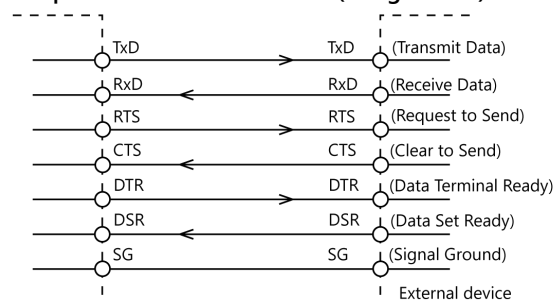 TxD TxD (Transmit Data)
RxD RxD (Receive Data)
RTS RTS (Request to Send)
CTS CTS (Clear to Send)
DTR DTR (Data Terminal Ready)
DSR DSR (Data Set Ready)
SG SG (Signal Ground)
External device